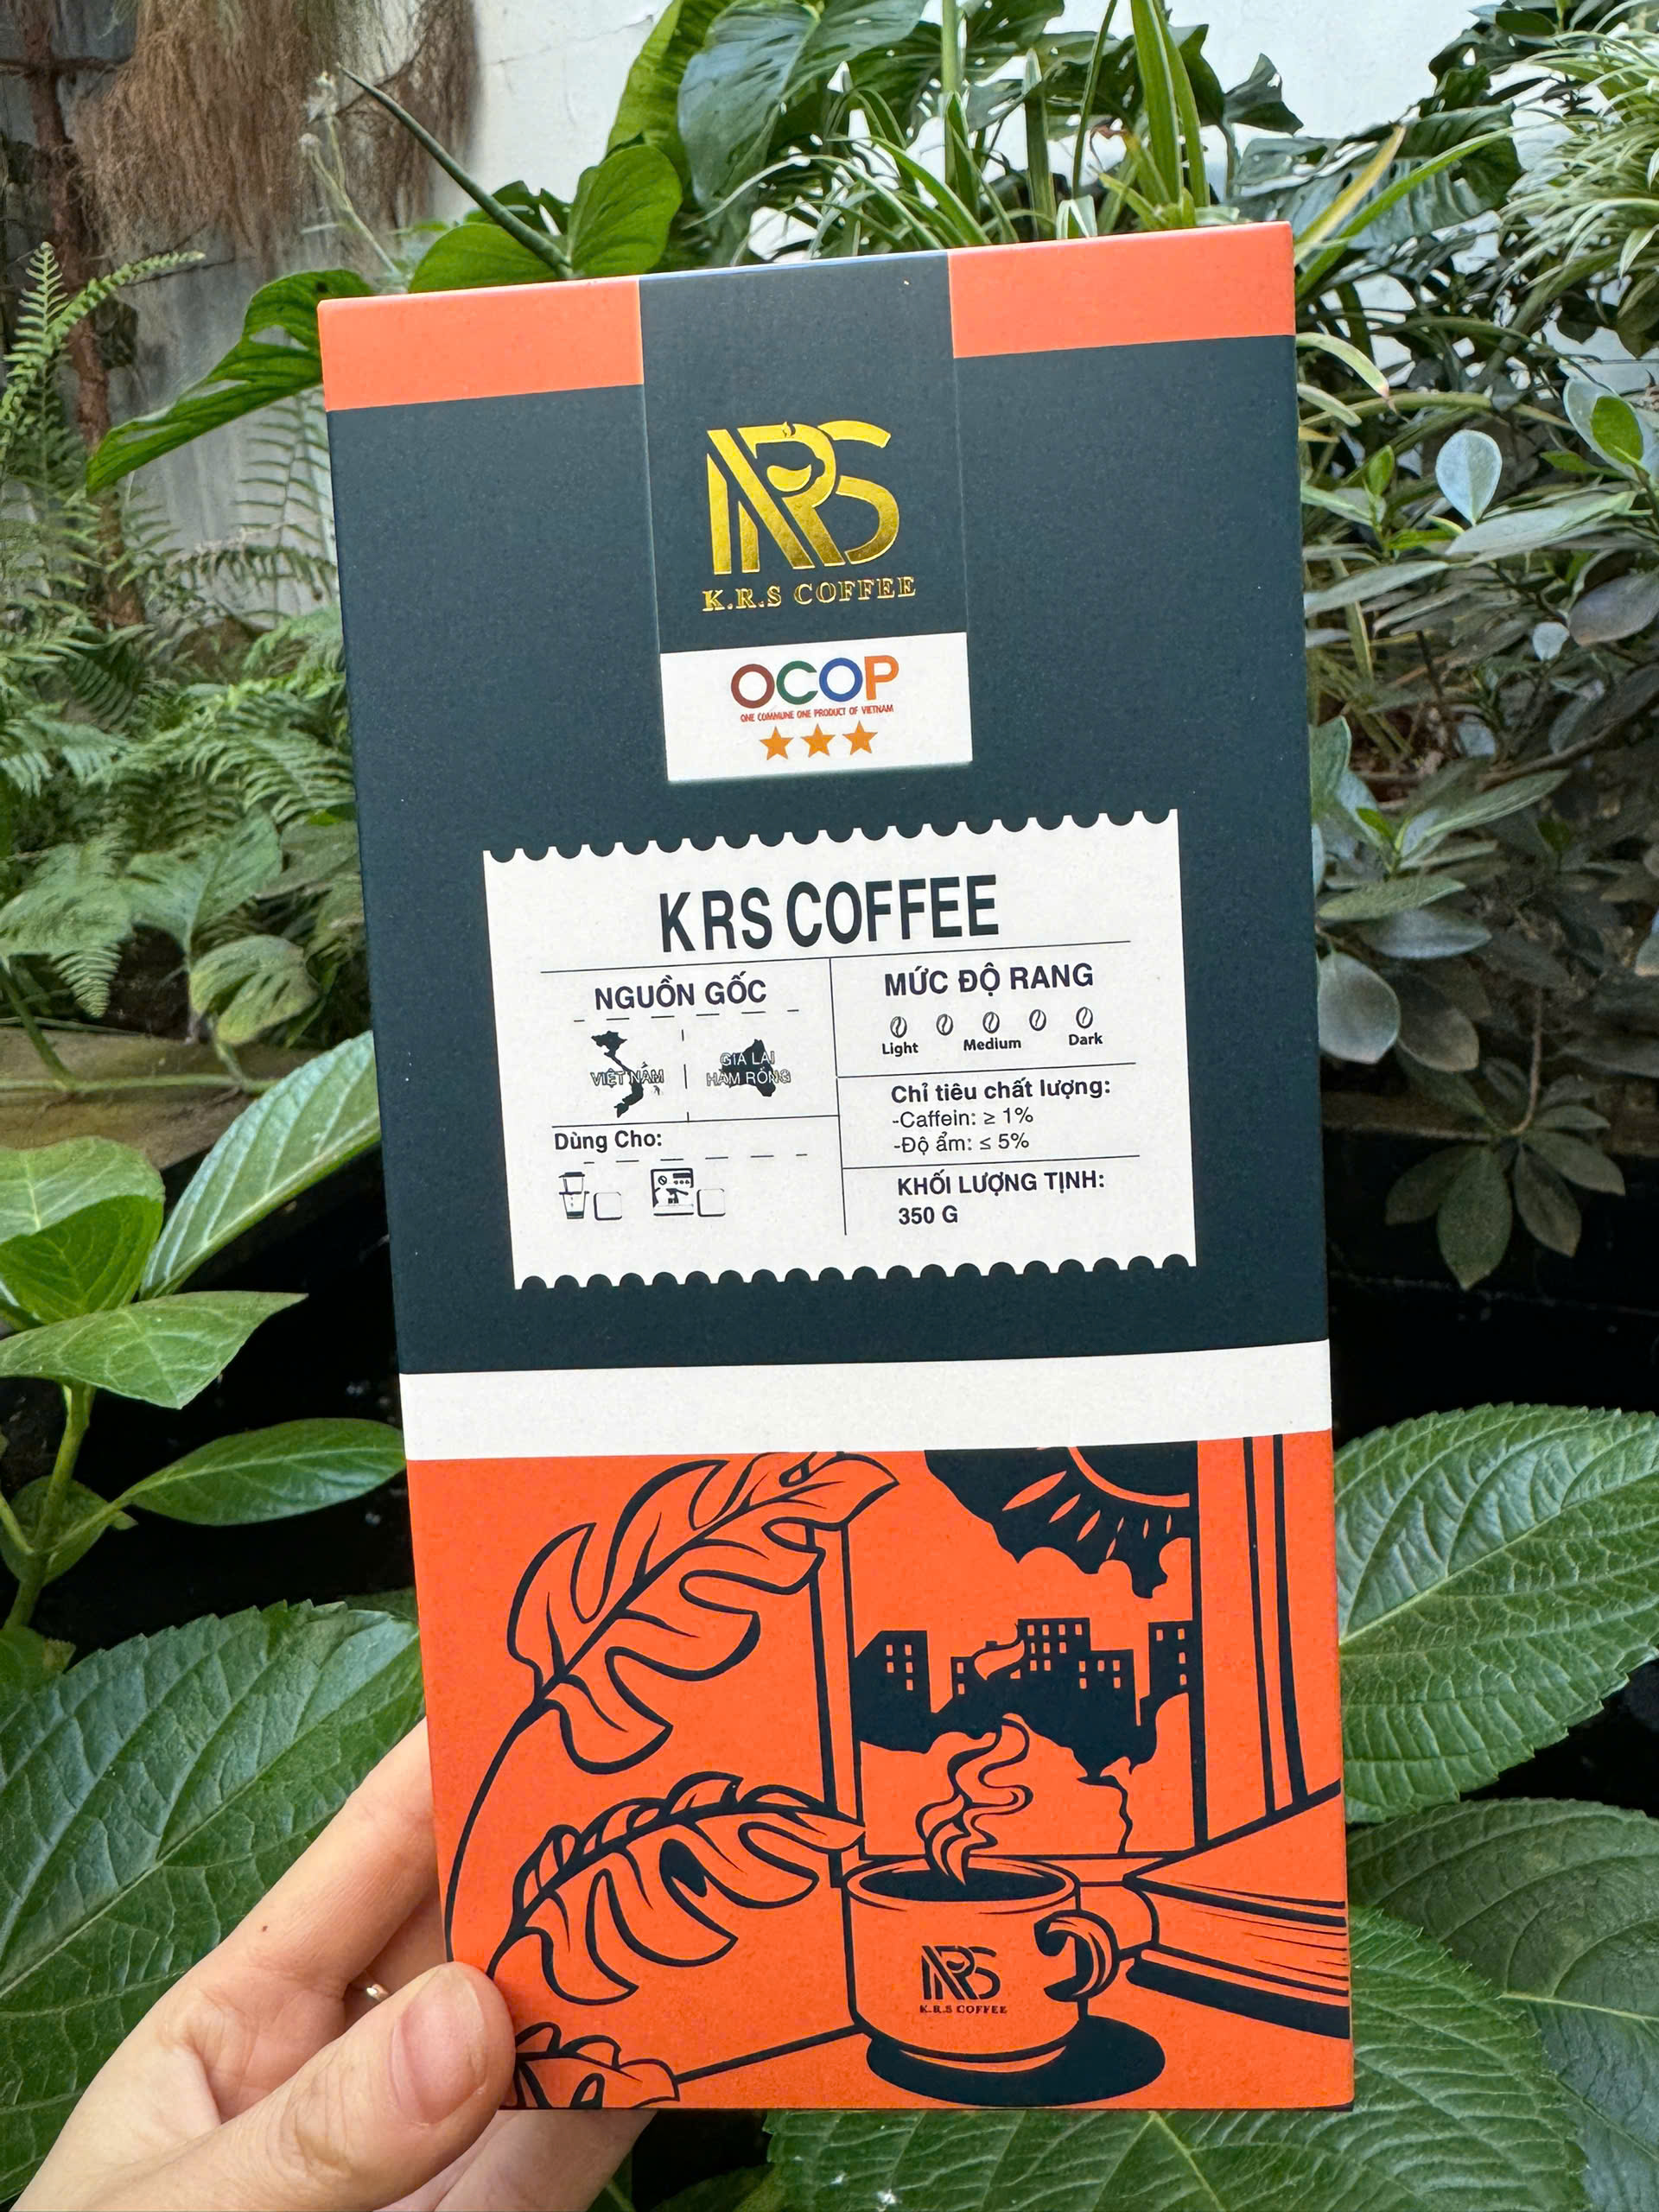 K.R.S COFFEE
OCOP
ONE COMMUNE ONE PRODUCT OF VIETNAM
KRS COFFEE
NGUỒN GỐC
VIỆT NAM
GIA LAI
HÀM RỒNG
Dùng Cho:
MỨC ĐỘ RANG
Light Medium Dark
Chỉ tiêu chất lượng:
-Caffein: ≥ 1%
-Độ ẩm: ≤ 5%
KHỐI LƯỢNG TỊNH:
350 G
KRS
K.R.S COFFEE